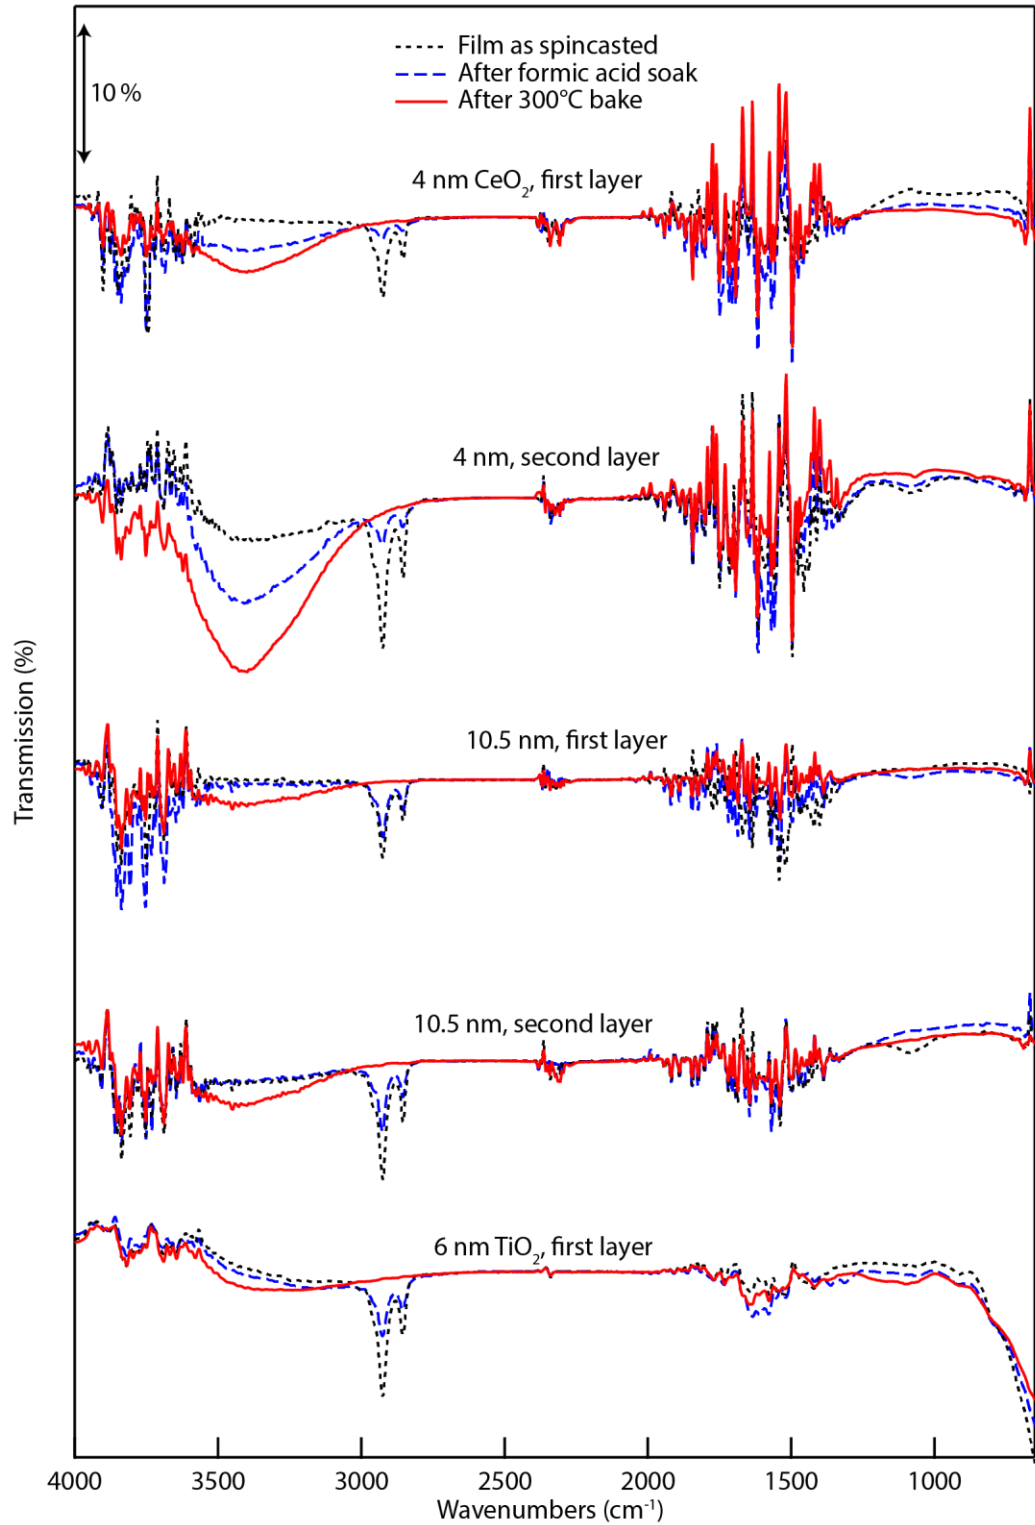 Film as spincasted
After formic acid soak
After 300°C bake
10 %
4 nm CeO₂, first layer
4 nm, second layer
10.5 nm, first layer
10.5 nm, second layer
6 nm TiO₂, first layer
Transmission (%)
4000 3500 3000 2500 2000 1500 1000
Wavenumbers (cm⁻¹)